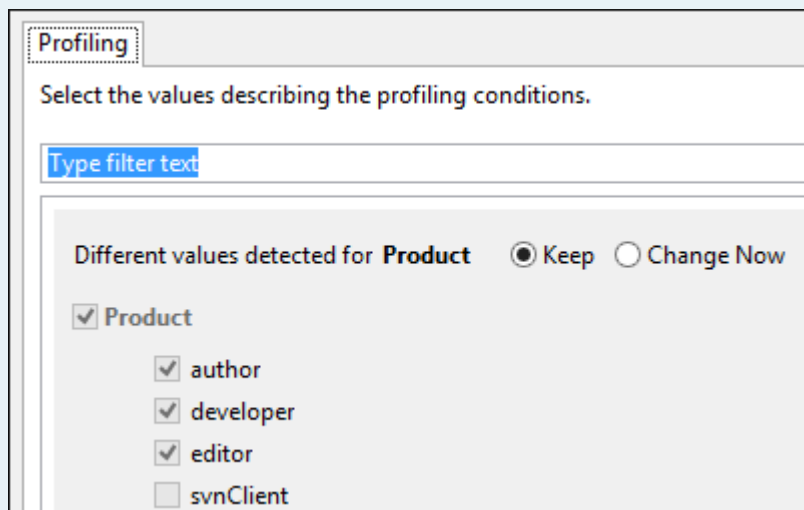 Profiling
Select the values describing the profiling conditions.
Type filter text
Different values detected for Product Keep Change Now
Product
author
developer
editor
svnClient